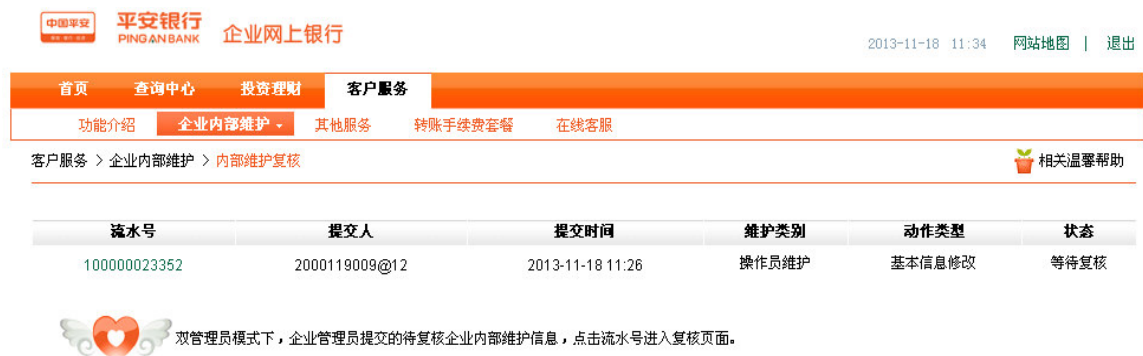 中国平安 平安银行 企业网上银行
PINGAN BANK
2013-11-18 11:34 网站地图 | 退出
首页 查询中心 投资理财 客户服务
功能介绍 企业内部维护 其他服务 转账手续费套餐 在线客服
客户服务 > 企业内部维护 > 内部维护复核 相关温馨帮助
流水号 提交人 提交时间 维护类别 动作类型 状态
100000023352 2000119009@12 2013-11-18 11:26 操作员维护 基本信息修改 等待复核
双管理员模式下，企业管理员提交的待复核企业内部维护信息，点击流水号进入复核页面。